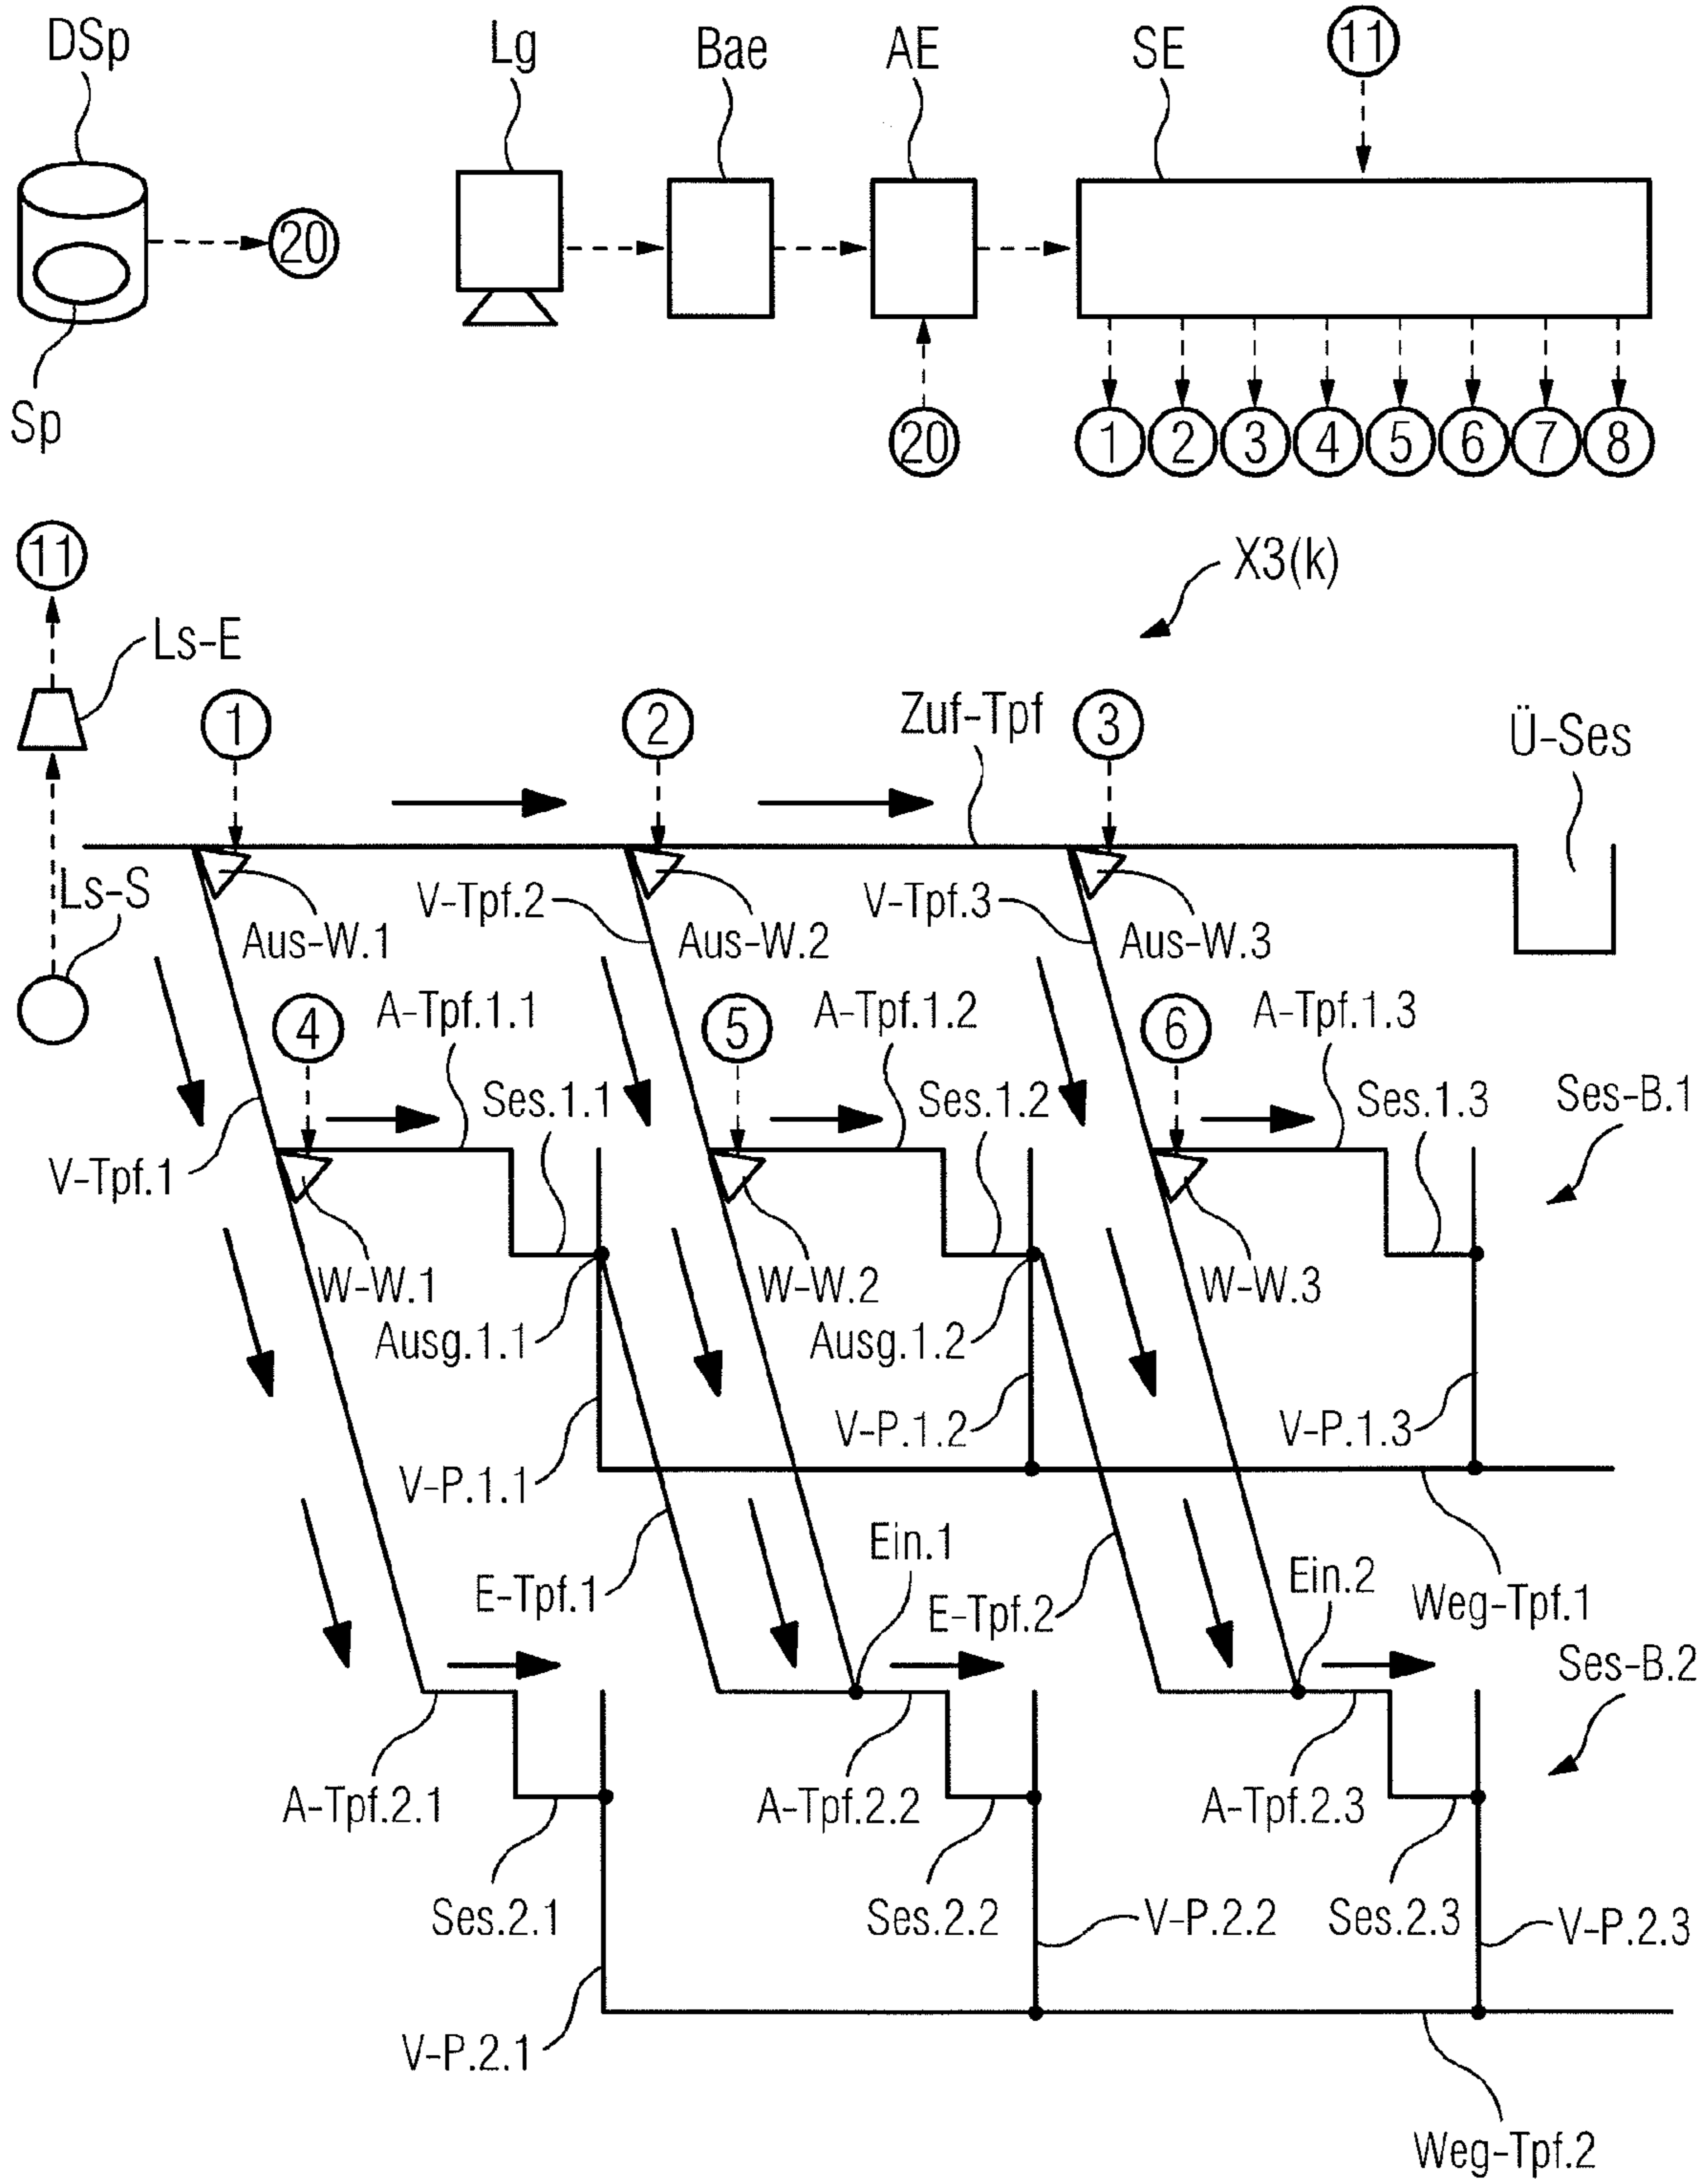 DSp Lg Bae AE SE 11
20
Sp 20 1 2 3 4 5 6 7 8
11 X3(k)
Ls-E
1 2 Zuf-Tpf 3 Ü-Ses
Ls-S V-Tpf.2 V-Tpf.3
Aus-W.1 Aus-W.2 Aus-W.3
4 A-Tpf.1.1 5 A-Tpf.1.2 6 A-Tpf.1.3
Ses.1.1 Ses.1.2 Ses.1.3 Ses-B.1
V-Tpf.1
W-W.1 W-W.2 W-W.3
Ausg.1.1 Ausg.1.2
V-P.1.2 V-P.1.3
V-P.1.1
Ein.1 Ein.2
E-Tpf.1 E-Tpf.2 Weg-Tpf.1
Ses-B.2
A-Tpf.2.1 A-Tpf.2.2 A-Tpf.2.3
Ses.2.1 Ses.2.2 V-P.2.2 Ses.2.3 V-P.2.3
V-P.2.1
Weg-Tpf.2